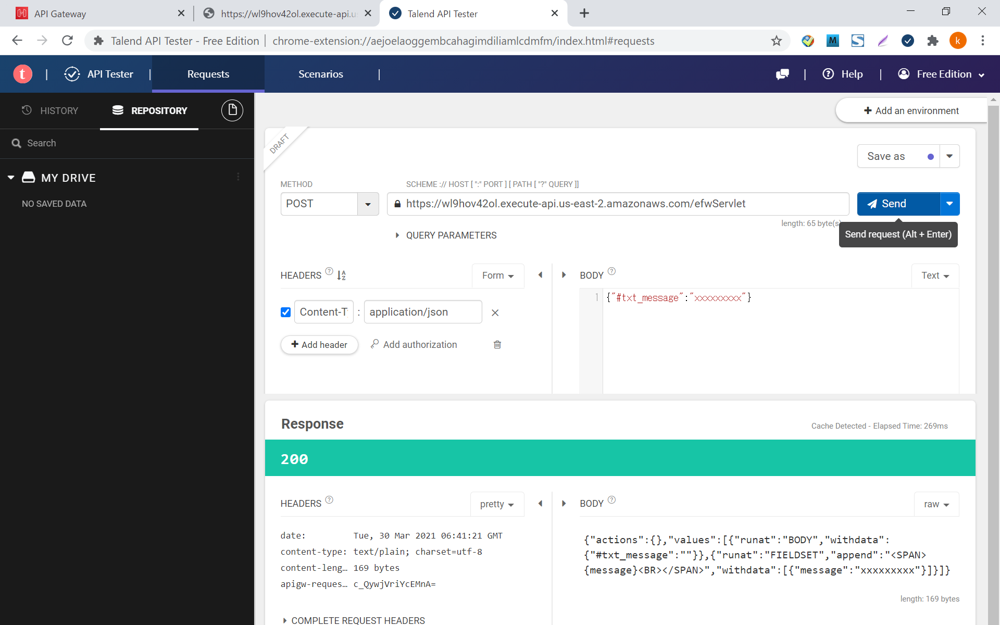 API Gateway
https://wl9hov42ol.execute-api.u
Talend API Tester
Talend API Tester - Free Edition
chrome-extension://aejoelaoggembcahagimdiliamlcdmfm/index.html#requests
M
S
k
t
API Tester
Requests
Scenarios
Help
Free Edition
HISTORY
REPOSITORY
Add an environment
Search
DRAFT
Save as
MY DRIVE
METHOD
SCHEME :// HOST [ ":" PORT ] [ PATH [ "?" QUERY ]]
NO SAVED DATA
POST
https://wl9hov42ol.execute-api.us-east-2.amazonaws.com/efwServlet
Send
length: 65 byte(s
Send request (Alt + Enter)
QUERY PARAMETERS
HEADERS
Form
BODY
Text
1
{"#txt_message":"xxxxxxxxx"}
Content-T
:
application/json
Add header
Add authorization
Response
Cache Detected - Elapsed Time: 269ms
200
HEADERS
pretty
BODY
raw
date: Tue, 30 Mar 2021 06:41:21 GMT
content-type: text/plain; charset=utf-8
content-leng… 169 bytes
apigw-reques… c_QywjVriYcEMnA=
{"actions":{},"values":[{"runat":"BODY","withdata":
{"#txt_message":""}},{"runat":"FIELDSET","append":"<SPAN>
{message}<BR></SPAN>","withdata":[{"message":"xxxxxxxxx"}]}]}
length: 169 bytes
COMPLETE REQUEST HEADERS